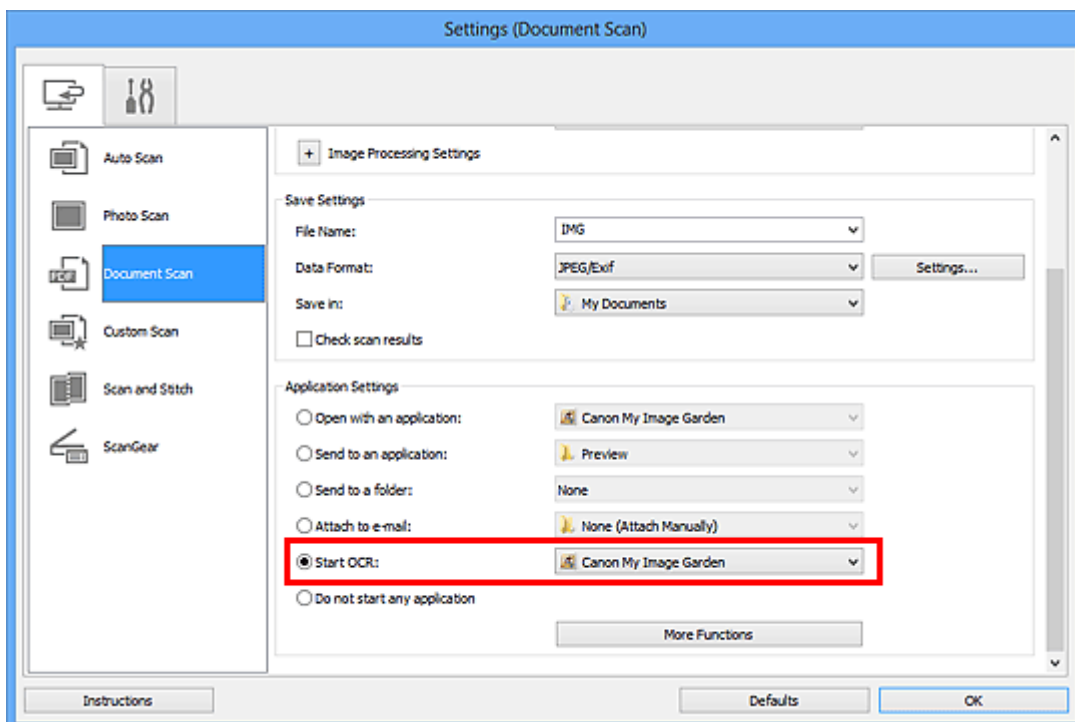 Settings (Document Scan)
Auto Scan
Photo Scan
PDF
Document Scan
Custom Scan
Scan and Stitch
ScanGear
+ Image Processing Settings
Save Settings
File Name: IMG
Data Format: JPEG/Exif Settings...
Save in: My Documents
Check scan results
Application Settings
Open with an application: Canon My Image Garden
Send to an application: Preview
Send to a folder: None
Attach to e-mail: None (Attach Manually)
Start OCR: Canon My Image Garden
Do not start any application
More Functions
Instructions Defaults OK